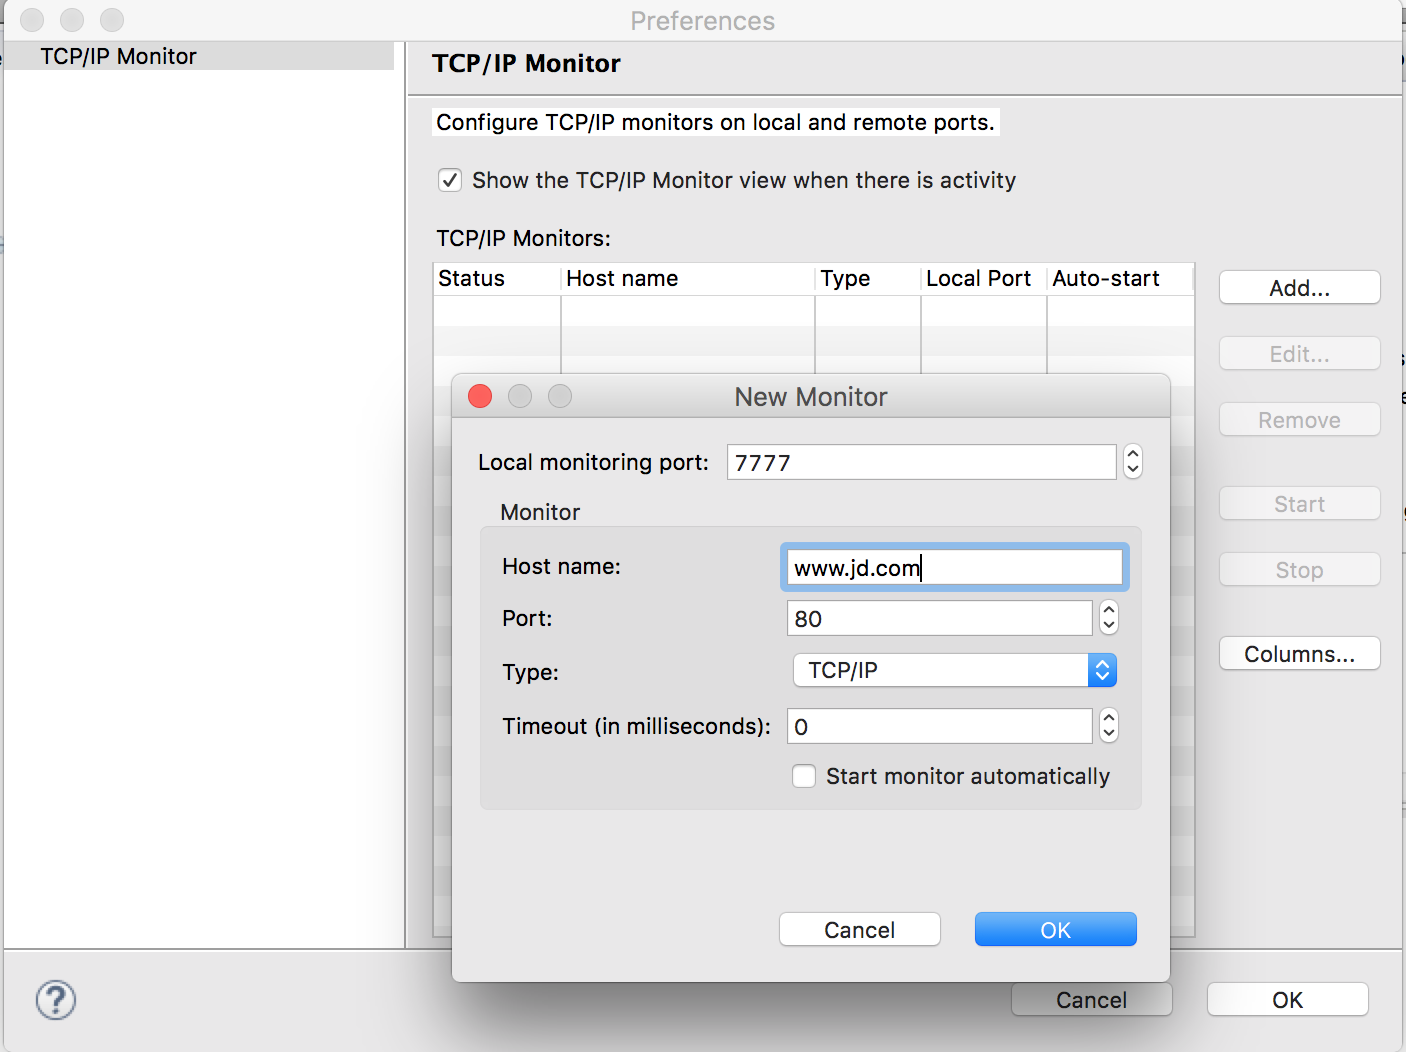 Preferences
TCP/IP Monitor
TCP/IP Monitor
Configure TCP/IP monitors on local and remote ports.
Show the TCP/IP Monitor view when there is activity
TCP/IP Monitors:
Status Host name Type Local Port Auto-start
Add...
Edit...
Remove
Start
Stop
Columns...
New Monitor
Local monitoring port: 7777
Monitor
Host name: www.jd.com
Port: 80
Type: TCP/IP
Timeout (in milliseconds): 0
Start monitor automatically
Cancel OK
? Cancel OK